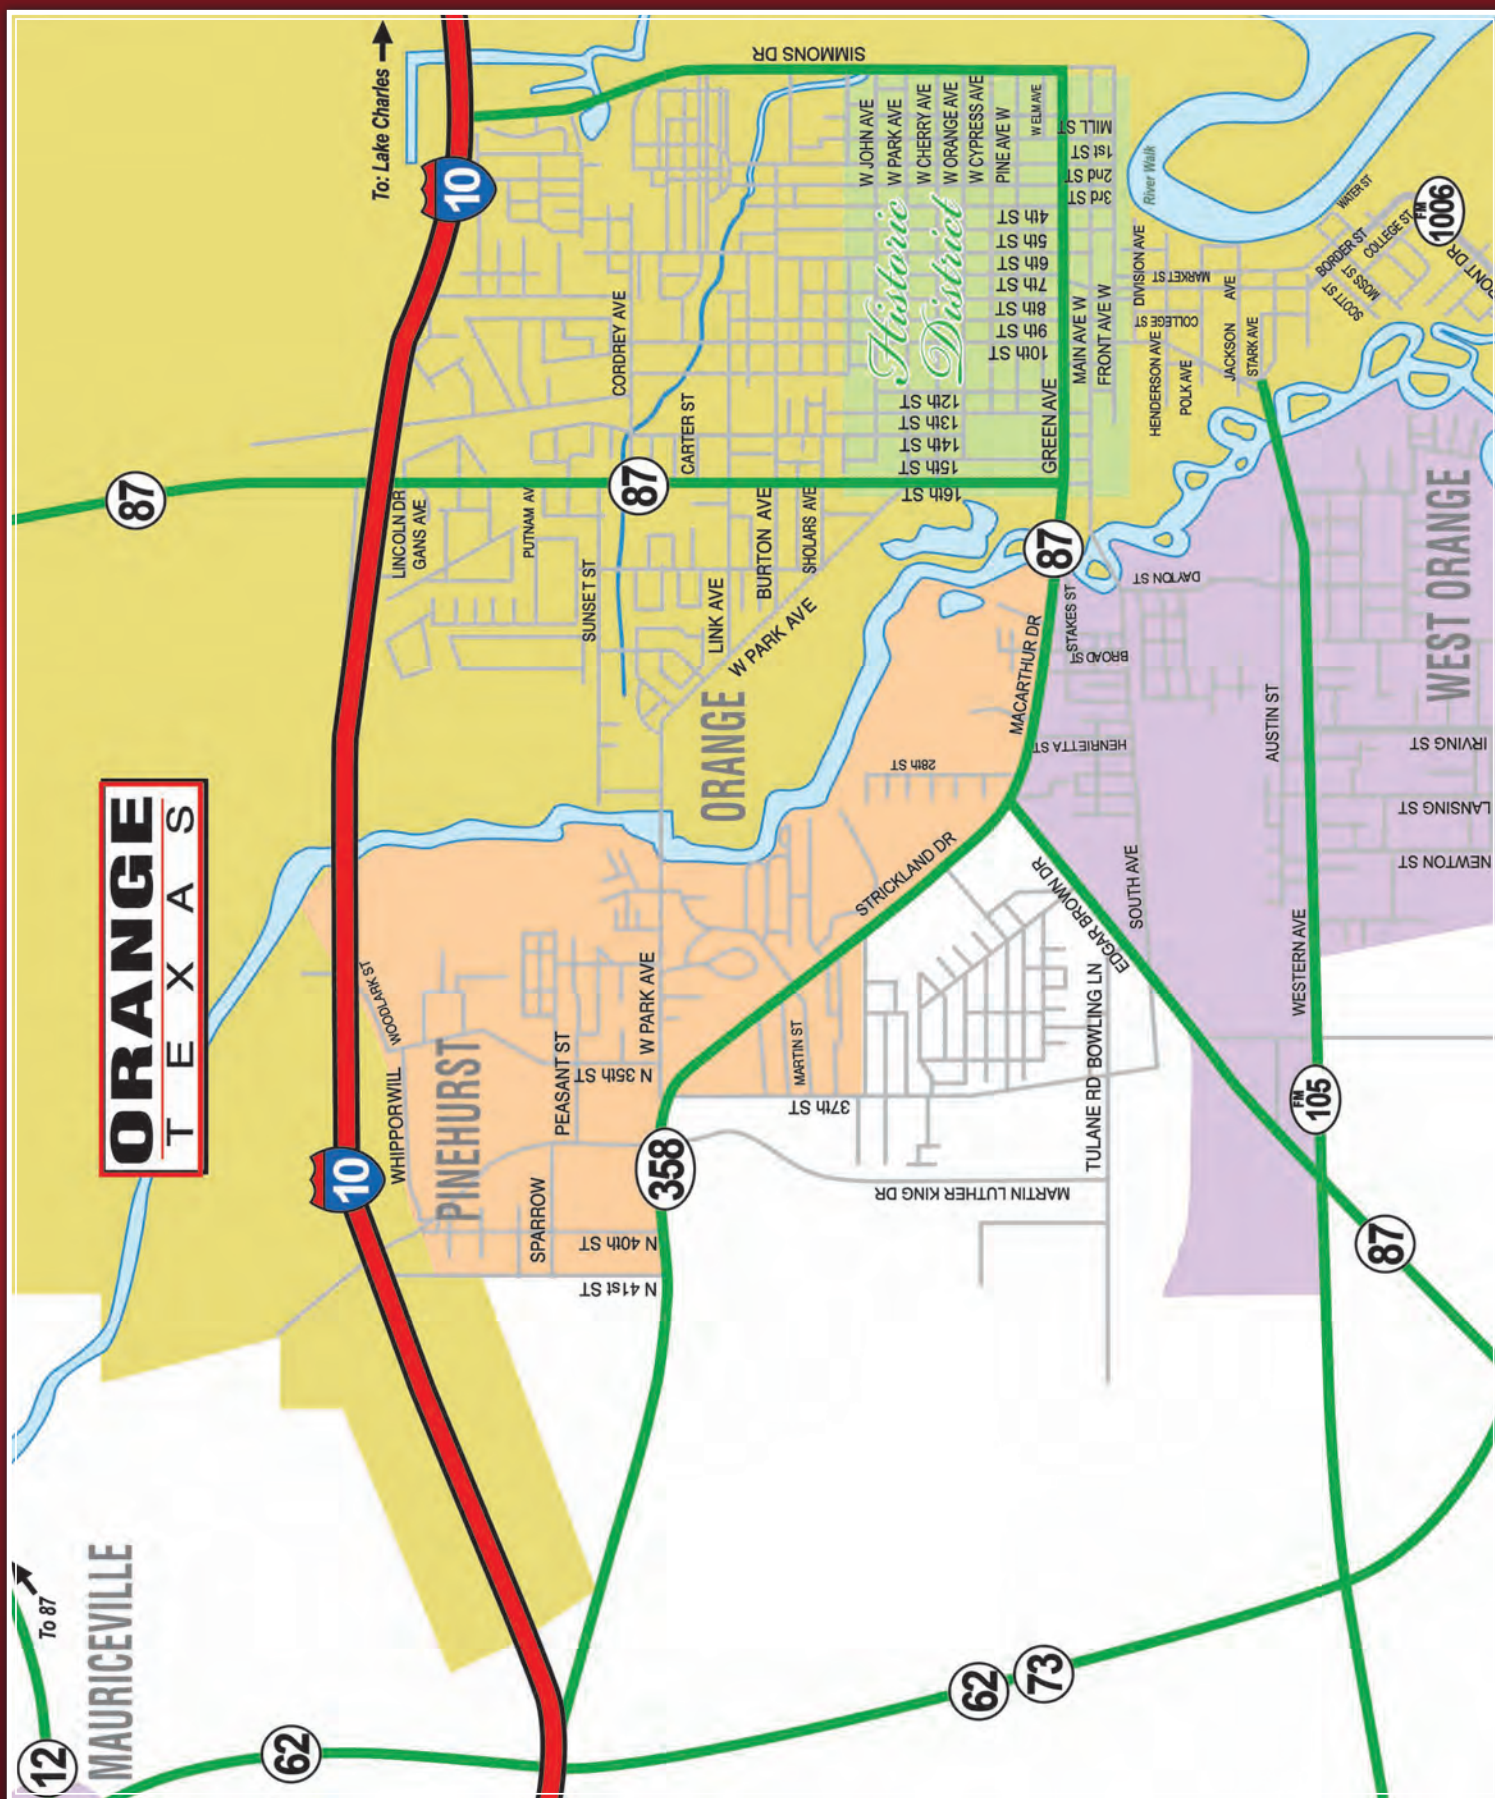 ORANGE
TEXAS
MAURICEVILLE
12
To 87
62
10
10
To: Lake Charles
87
LINCOLN DR
GANS AVE
PUTNAM AV
SUNSET ST
CORDREY AVE
87
CARTER ST
LINK AVE
BURTON AVE
SHOLARS AVE
W PARK AVE
SIMMONS DR
ORANGE
W JOHN AVE
W PARK AVE
W CHERRY AVE
W ORANGE AVE
W CYPRESS AVE
PINE AVE W
W ELM AVE
Historic
District
MILL ST
1st ST
2nd ST
3rd ST
4th ST
5th ST
6th ST
7th ST
8th ST
9th ST
10th ST
12th ST
13th ST
14th ST
15th ST
16th ST
GREEN AVE
MAIN AVE W
FRONT AVE W
River Walk
DIVISION AVE
MARKET ST
COLLEGE ST
HENDERSON AVE
POLK AVE
JACKSON AVE
STARK AVE
WATER ST
BORDER ST
COLLEGE ST
MOSS ST
SCOTT ST
FM
1006
PONT DR
WHIPPORWILL
WOODLARK ST
PINEHURST
PEASANT ST
SPARROW
N 35th ST
W PARK AVE
N 40th ST
N 41st ST
358
MARTIN ST
37th ST
STRICKLAND DR
28th ST
MACARTHUR DR
87
STAKES ST
BROAD ST
DAYTON ST
HENRIETTA ST
EDGAR BROWN DR
SOUTH AVE
TULANE RD
BOWLING LN
MARTIN LUTHER KING DR
AUSTIN ST
WESTERN AVE
WEST ORANGE
IRVING ST
LANSING ST
NEWTON ST
FM
105
87
62
73